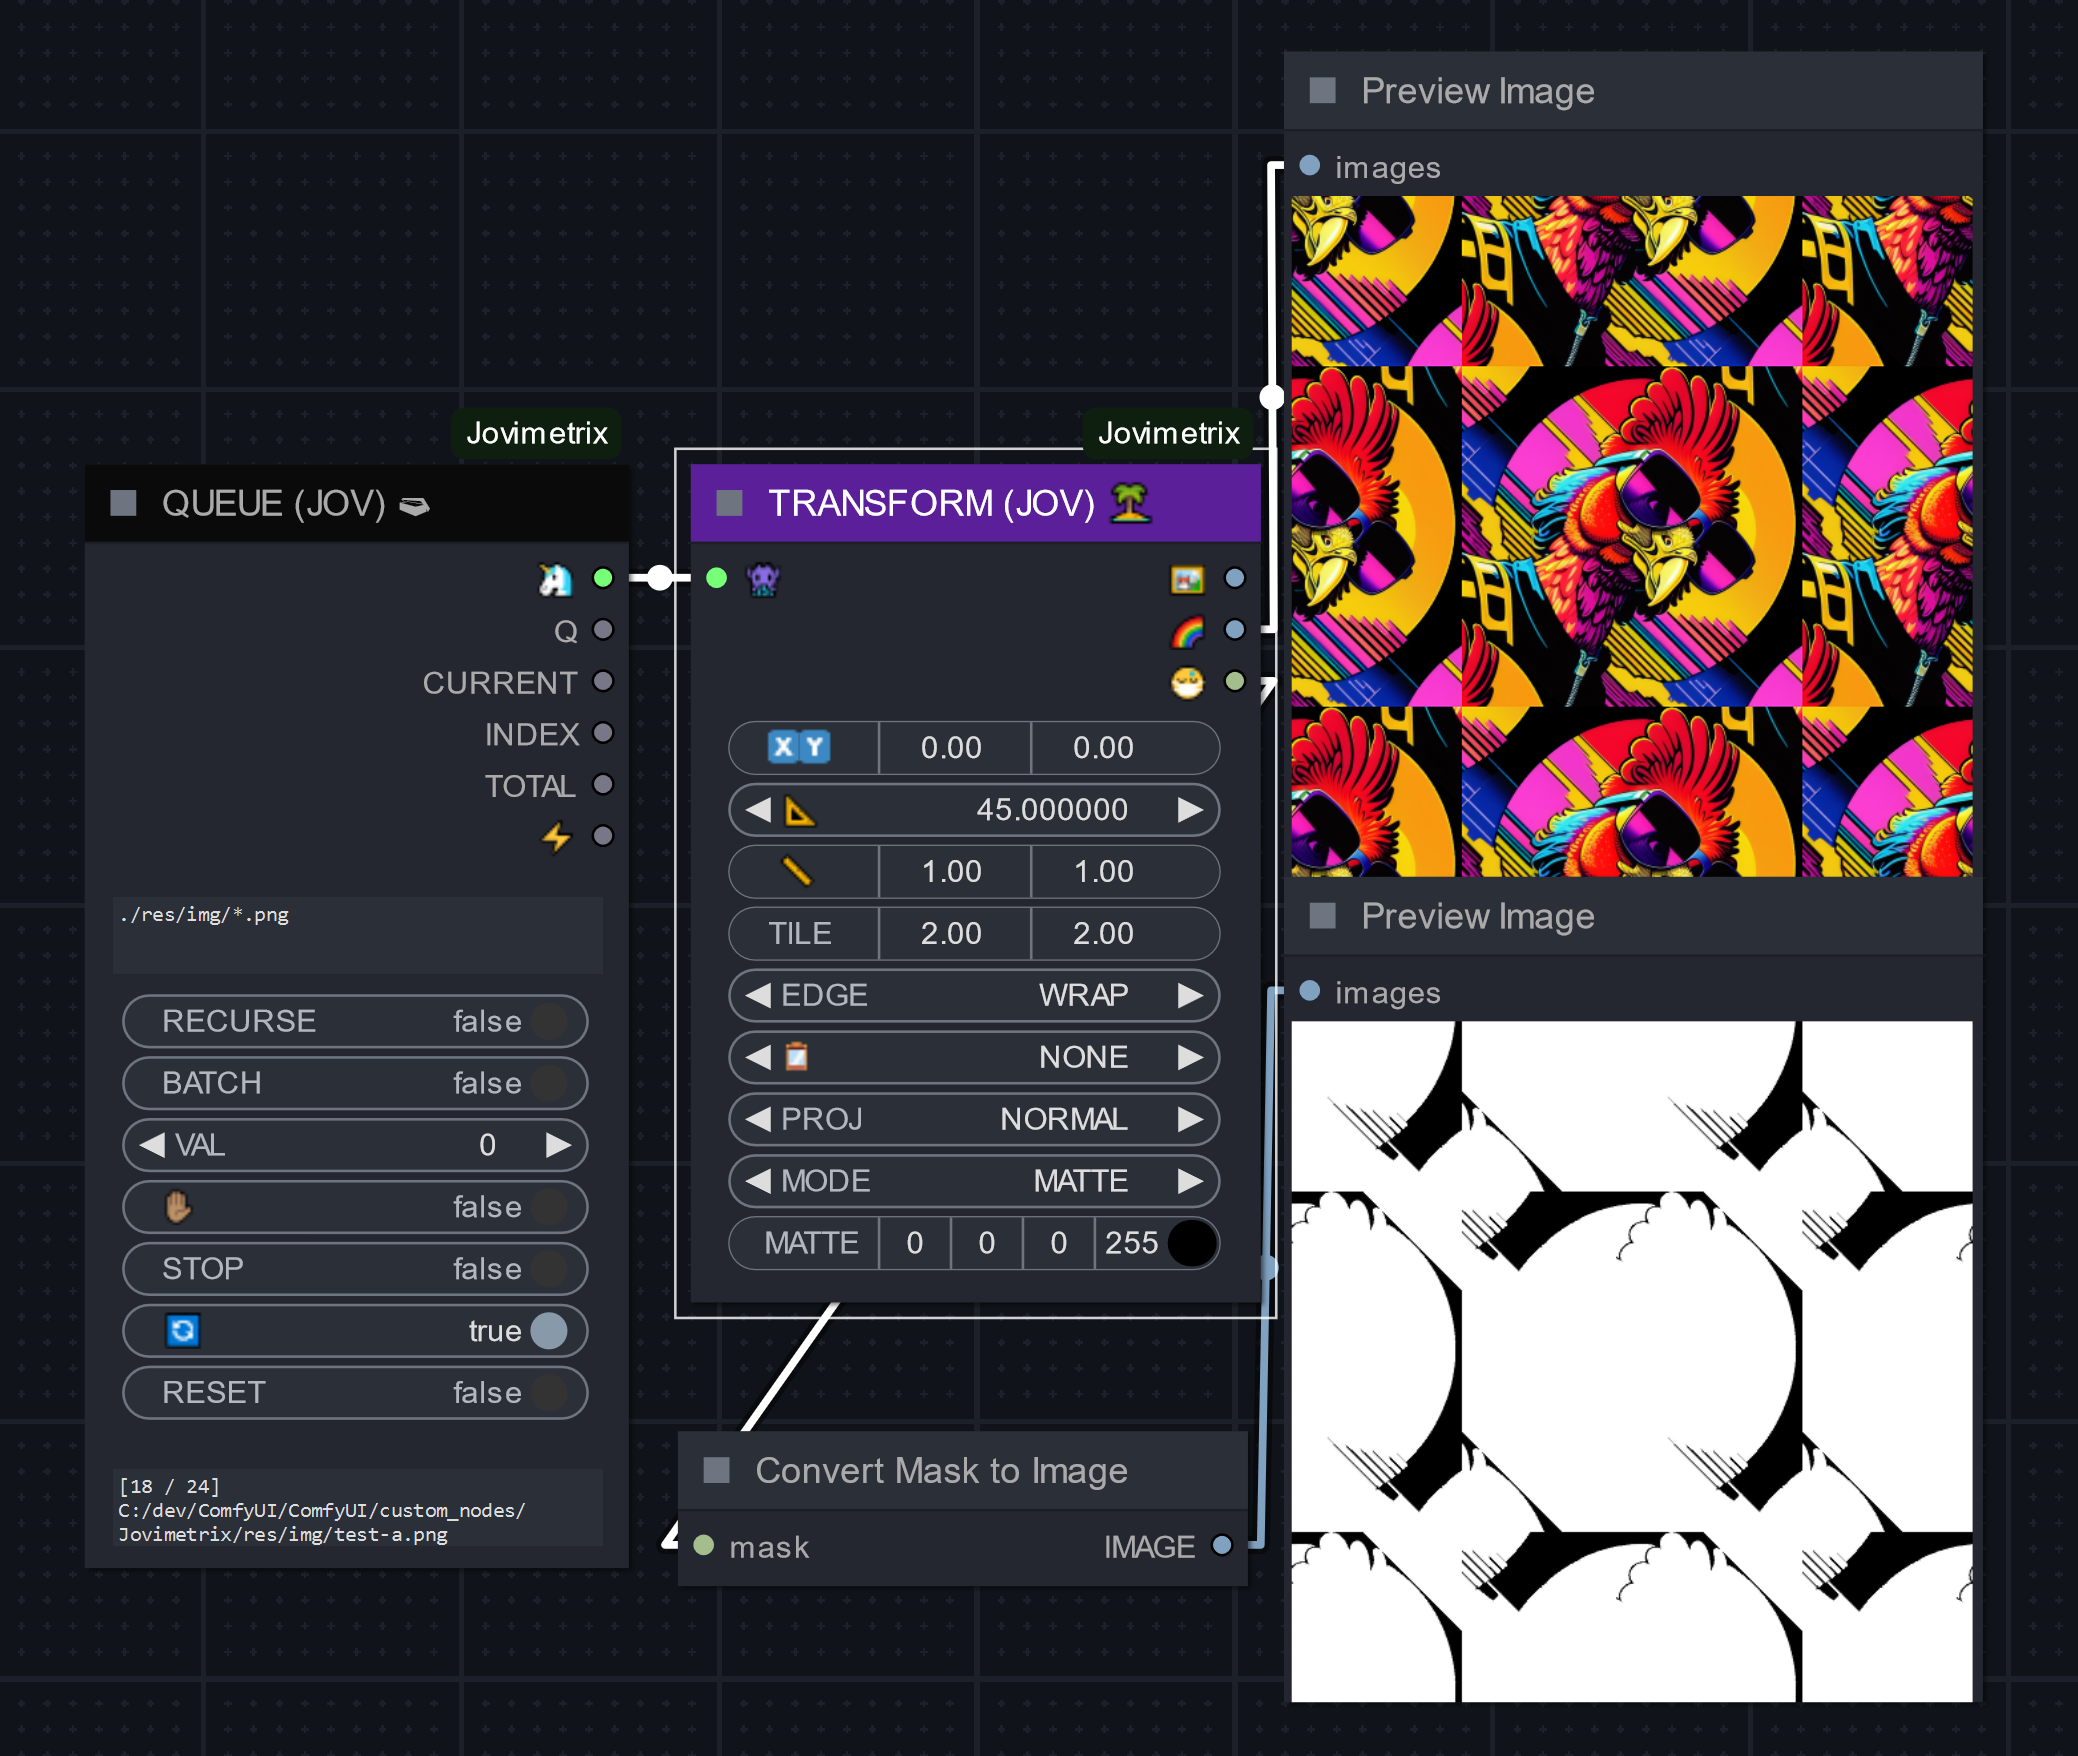 Preview Image
images
Jovimetrix
Jovimetrix
QUEUE (JOV)
Q
CURRENT
INDEX
TOTAL
./res/img/*.png
RECURSE false
BATCH false
VAL 0
false
STOP false
true
RESET false
[18 / 24]
C:/dev/ComfyUI/ComfyUI/custom_nodes/
Jovimetrix/res/img/test-a.png
TRANSFORM (JOV)
X Y 0.00 0.00
45.000000
1.00 1.00
TILE 2.00 2.00
EDGE WRAP
NONE
PROJ NORMAL
MODE MATTE
MATTE 0 0 0 255
Convert Mask to Image
mask IMAGE
Preview Image
images